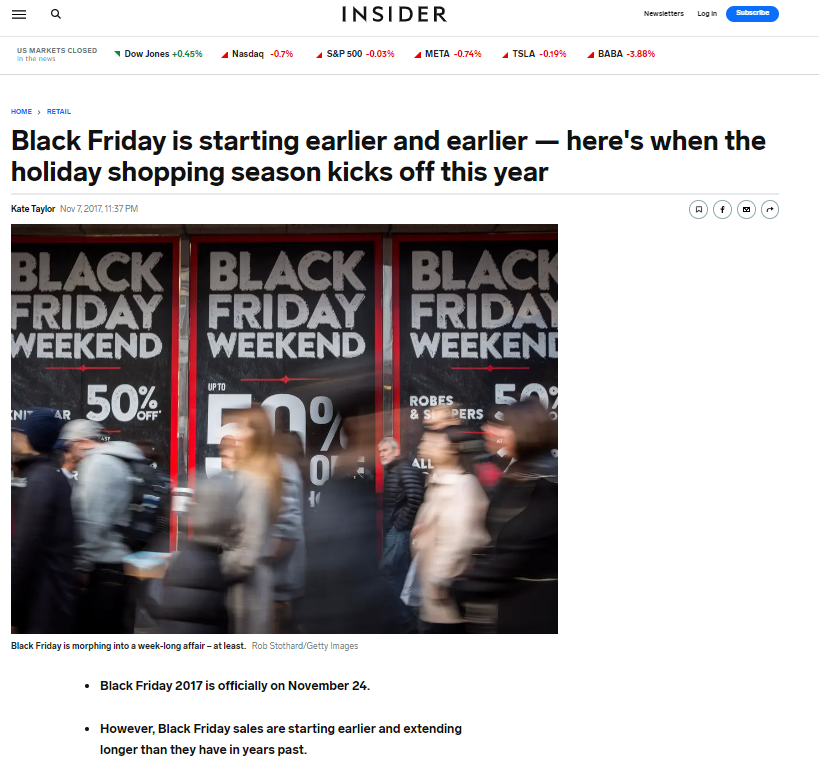 INSIDER
Newsletters Log in Subscribe
US MARKETS CLOSED
In the news
Dow Jones +0.45% Nasdaq -0.7% S&P 500 -0.03% META -0.74% TSLA -0.19% BABA -3.88%
HOME > RETAIL
Black Friday is starting earlier and earlier — here's when the
holiday shopping season kicks off this year
Kate Taylor Nov 7, 2017, 11:37 PM
BLACK
FRIDAY
WEEKEND
50%
OFF*
BLACK
FRIDAY
WEEKEND
UP TO
50%
BLACK
FRIDAY
WEEKEND
ROBES
&
50%
ALL
Black Friday is morphing into a week-long affair – at least. Rob Stothard/Getty Images
• Black Friday 2017 is officially on November 24.
• However, Black Friday sales are starting earlier and extending
longer than they have in years past.